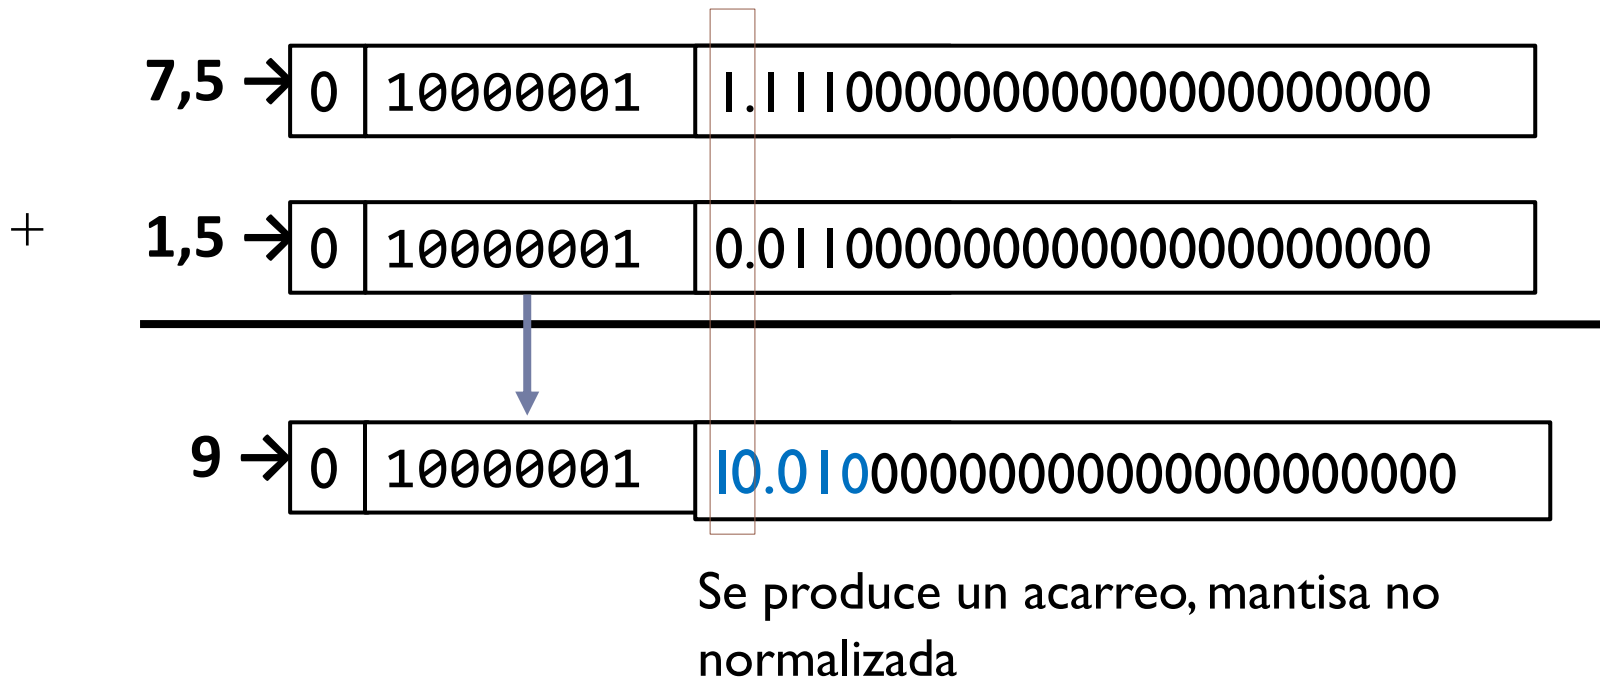 7,5 → 0 10000001 1.11100000000000000000000
+ 1,5 → 0 10000001 0.01100000000000000000000
9 → 0 10000001 10.01000000000000000000000
Se produce un acarreo, mantisa no
normalizada